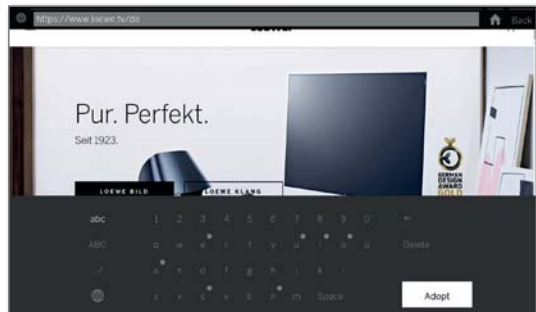 https://www.loewe.tv/de
Back
Pur. Perfekt.
Seit 1923.
LOEWE BILD
LOEWE KLANG
GERMAN
DESIGN
AWARD
GOLD
abc 1 2 3 4 5 6 7 8 9 0 ←
ABC q w e r t y u i o p Delete
s d f g h j k l
z x c v b n m Space
Adopt